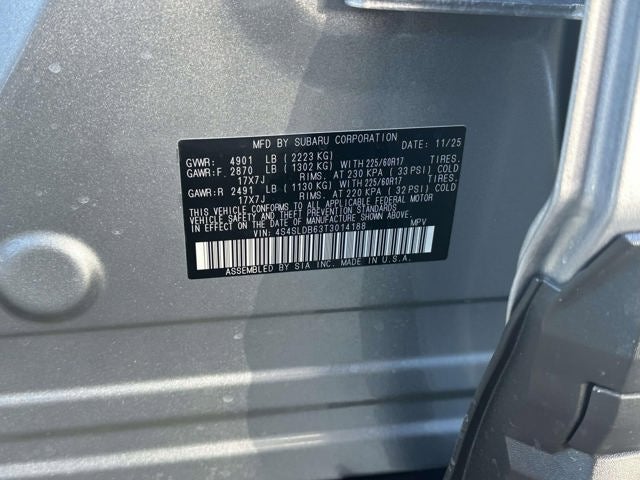 MFD BY SUBARU CORPORATION DATE: 11/25
GVWR: 4901 LB (2223 KG)
GAWR:F. 2870 LB (1302 KG) WITH 225/60R17 TIRES.
17X7J RIMS. AT 230 KPA (33 PSI) COLD
GAWR:R 2491 LB (1130 KG) WITH 225/60R17 TIRES.
17X7J RIMS. AT 220 KPA (32 PSI) COLD
THIS VEHICLE CONFORMS TO ALL APPLICABLE FEDERAL MOTOR
VEHICLE SAFETY AND THEFT PREVENTION STANDARDS
IN EFFECT ON THE DATE OF MANUFACTURE SHOWN ABOVE.
VIN: 4S4SLDB63T3014188 MPV
ASSEMBLED BY SIA INC. MADE IN U.S.A.